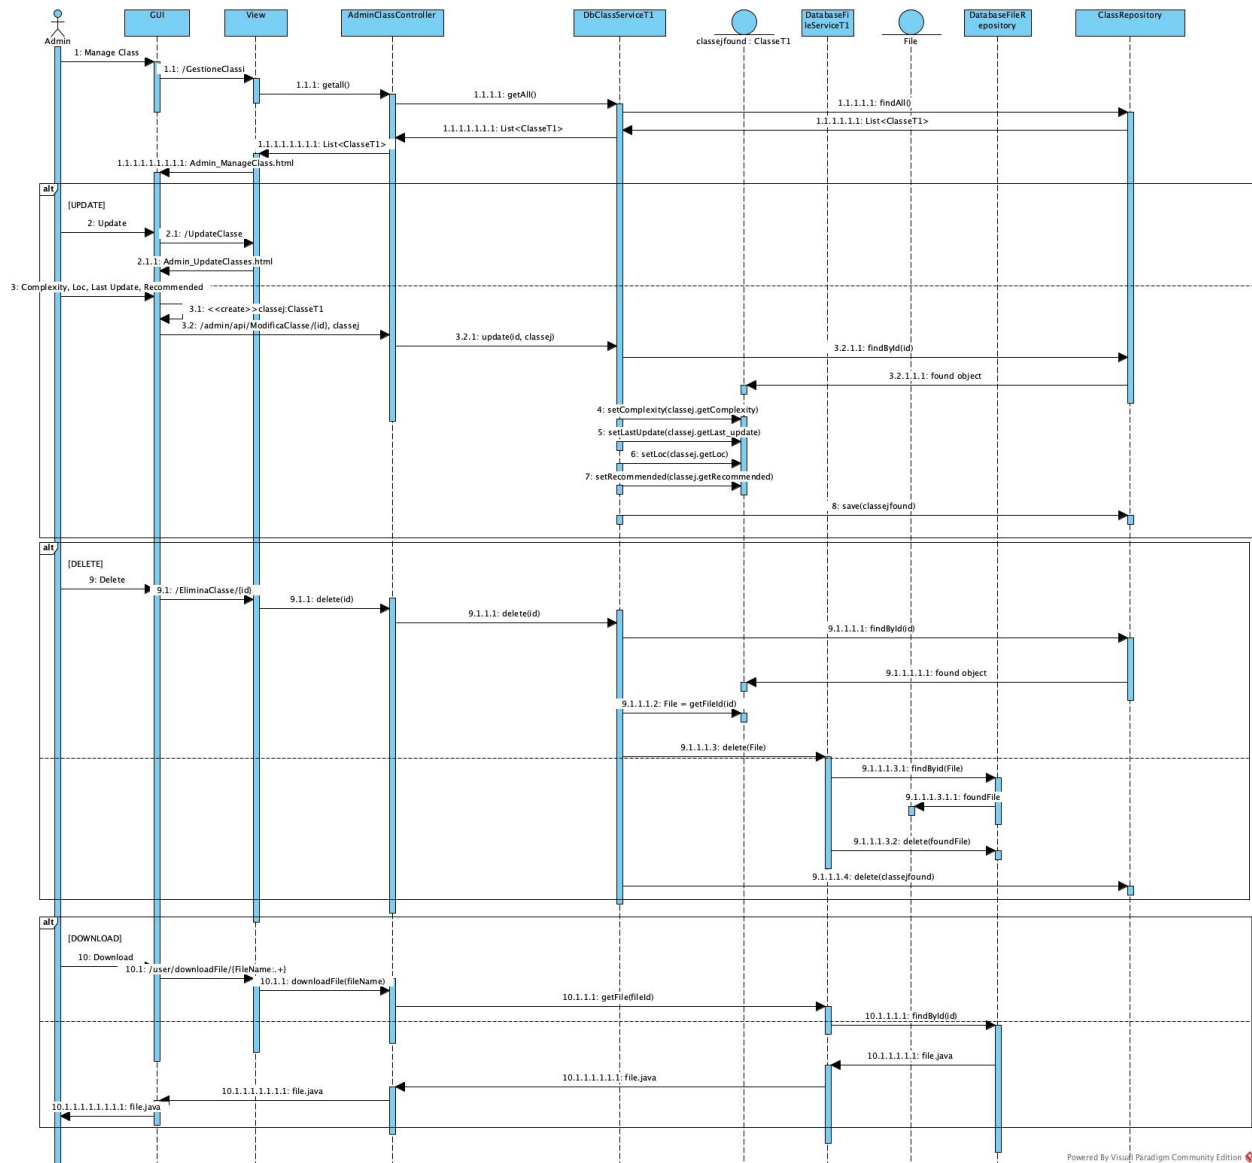 GUI
View
AdminClassController
DbClassServiceT1
DatabaseFi
leServiceT1
DatabaseFileR
epository
ClassRepository
Admin
classejfound : ClasseT1
File
1: Manage Class
1.1: /GestioneClassi
1.1.1: getall()
1.1.1.1: getAll()
1.1.1.1.1: findAll()
1.1.1.1.1.1: List<ClasseT1>
1.1.1.1.1.1.1: List<ClasseT1>
1.1.1.1.1.1.1.1: List<ClasseT1>
1.1.1.1.1.1.1.1.1: Admin_ManageClass.html
alt
[UPDATE]
2: Update
2.1: /UpdateClasse
2.1.1: Admin_UpdateClasses.html
3: Complexity, Loc, Last Update, Recommended
3.1: <<create>>classej:ClasseT1
3.2: /admin/api/ModificaClasse/{id}, classej
3.2.1: update(id, classej)
3.2.1.1: findById(id)
3.2.1.1.1: found object
4: setComplexity(classej.getComplexity)
5: setLastUpdate(classej.getLast_update)
6: setLoc(classej.getLoc)
7: setRecommended(classej.getRecommended)
8: save(classejfound)
alt
[DELETE]
9: Delete
9.1: /EliminaClasse/{id}
9.1.1: delete(id)
9.1.1.1: delete(id)
9.1.1.1.1: findById(id)
9.1.1.1.1.1: found object
9.1.1.1.2: File = getFileId(id)
9.1.1.1.3: delete(File)
9.1.1.1.3.1: findByid(File)
9.1.1.1.3.1.1: foundFile
9.1.1.1.3.2: delete(foundFile)
9.1.1.1.4: delete(classejfound)
alt
[DOWNLOAD]
10: Download
10.1: /user/downloadFile/{FileName:.+}
10.1.1: downloadFile(fileName)
10.1.1.1: getFile(fileId)
10.1.1.1.1: findById(id)
10.1.1.1.1.1: file.java
10.1.1.1.1.1.1: file.java
10.1.1.1.1.1.1.1: file.java
10.1.1.1.1.1.1.1.1: file.java
Powered By Visual Paradigm Community Edition